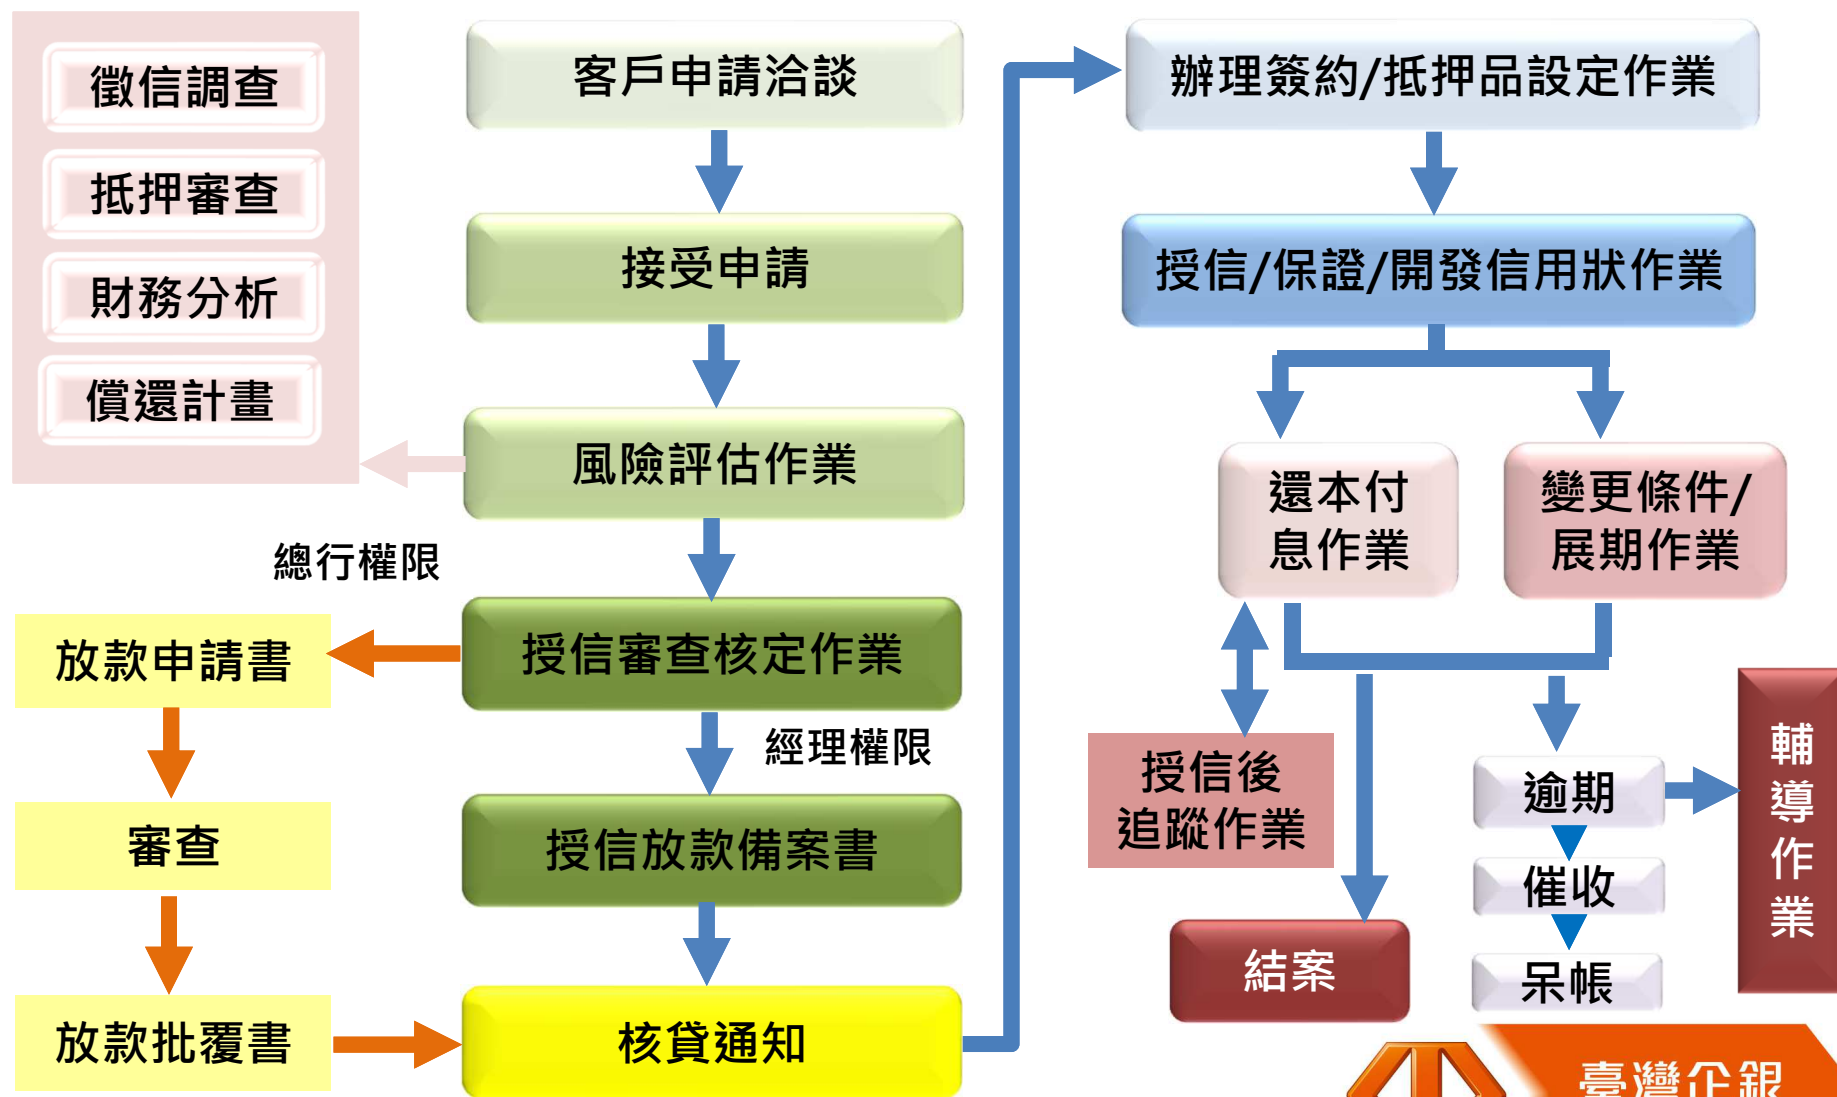 徵信調查
抵押審查
財務分析
償還計畫
客戶申請洽談
接受申請
風險評估作業
總行權限
授信審查核定作業
經理權限
放款申請書
審查
放款批覆書
授信放款備案書
核貸通知
辦理簽約/抵押品設定作業
授信/保證/開發信用狀作業
還本付
息作業
變更條件/
展期作業
授信後
追蹤作業
結案
逾期
催收
呆帳
輔導作業
臺灣企銀